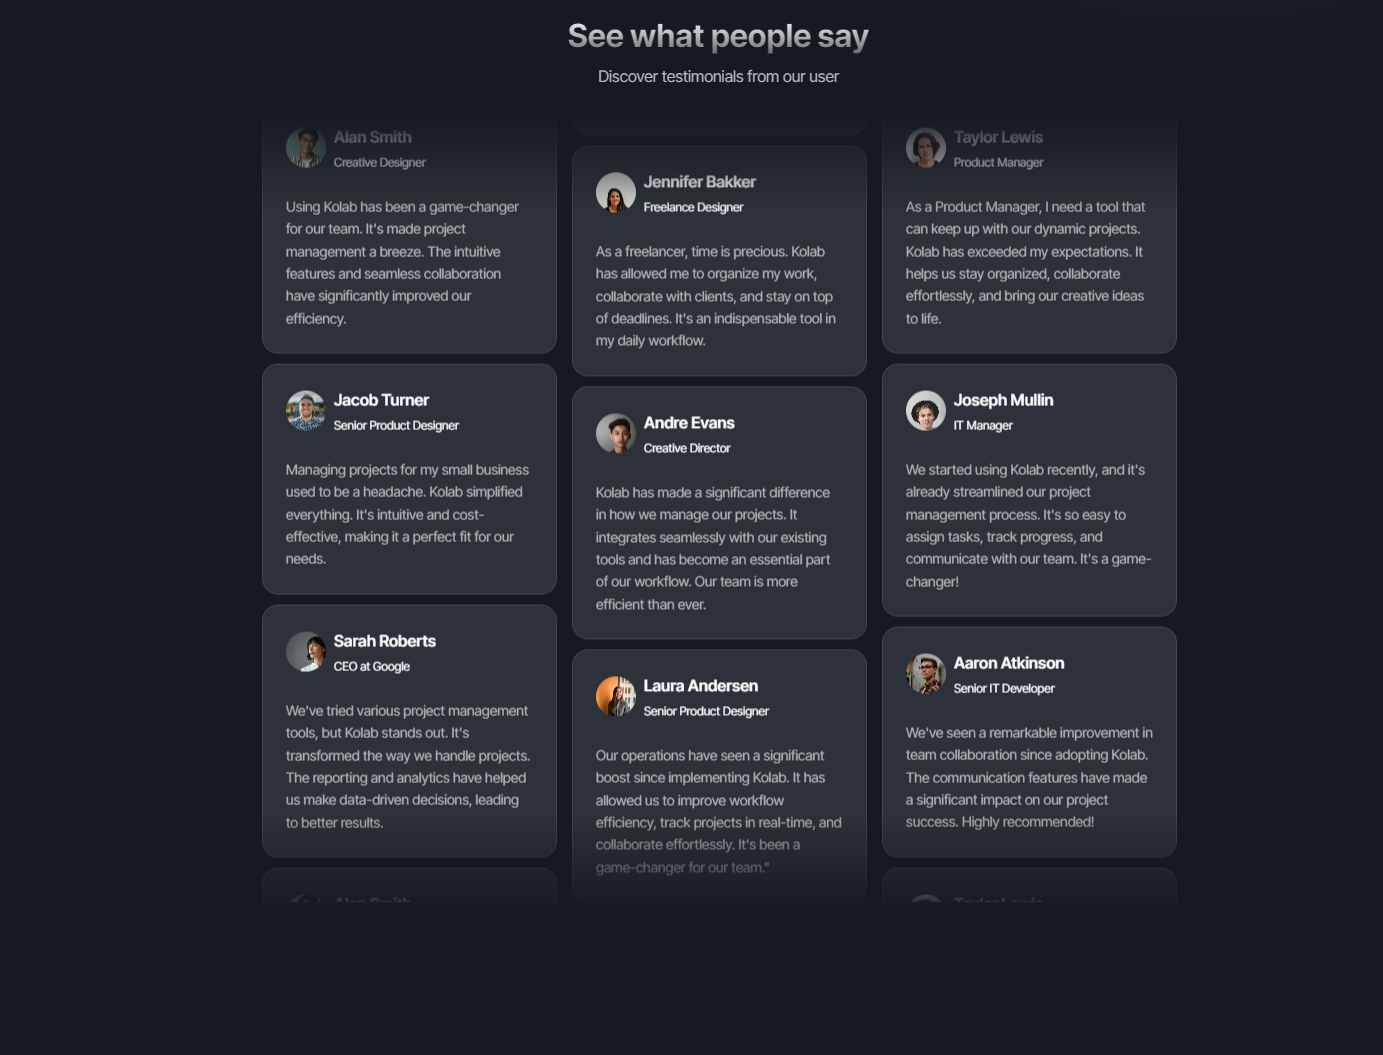 See what people say
Discover testimonials from our user
Alan Smith
Creative Designer
Using Kolab has been a game-changer
for our team. It's made project
management a breeze. The intuitive
features and seamless collaboration
have significantly improved our
efficiency.
Jacob Turner
Senior Product Designer
Managing projects for my small business
used to be a headache. Kolab simplified
everything. It's intuitive and cost-
effective, making it a perfect fit for our
needs.
Sarah Roberts
CEO at Google
We've tried various project management
tools, but Kolab stands out. It's
transformed the way we handle projects.
The reporting and analytics have helped
us make data-driven decisions, leading
to better results.
Alan Smith
Jennifer Bakker
Freelance Designer
As a freelancer, time is precious. Kolab
has allowed me to organize my work,
collaborate with clients, and stay on top
of deadlines. It's an indispensable tool in
my daily workflow.
Andre Evans
Creative Director
Kolab has made a significant difference
in how we manage our projects. It
integrates seamlessly with our existing
tools and has become an essential part
of our workflow. Our team is more
efficient than ever.
Laura Andersen
Senior Product Designer
Our operations have seen a significant
boost since implementing Kolab. It has
allowed us to improve workflow
efficiency, track projects in real-time, and
collaborate effortlessly. It's been a
game-changer for our team."
Taylor Lewis
Product Manager
As a Product Manager, I need a tool that
can keep up with our dynamic projects.
Kolab has exceeded my expectations. It
helps us stay organized, collaborate
effortlessly, and bring our creative ideas
to life.
Joseph Mullin
IT Manager
We started using Kolab recently, and it's
already streamlined our project
management process. It's so easy to
assign tasks, track progress, and
communicate with our team. It's a game-
changer!
Aaron Atkinson
Senior IT Developer
We've seen a remarkable improvement in
team collaboration since adopting Kolab.
The communication features have made
a significant impact on our project
success. Highly recommended!
Taylor Lewis